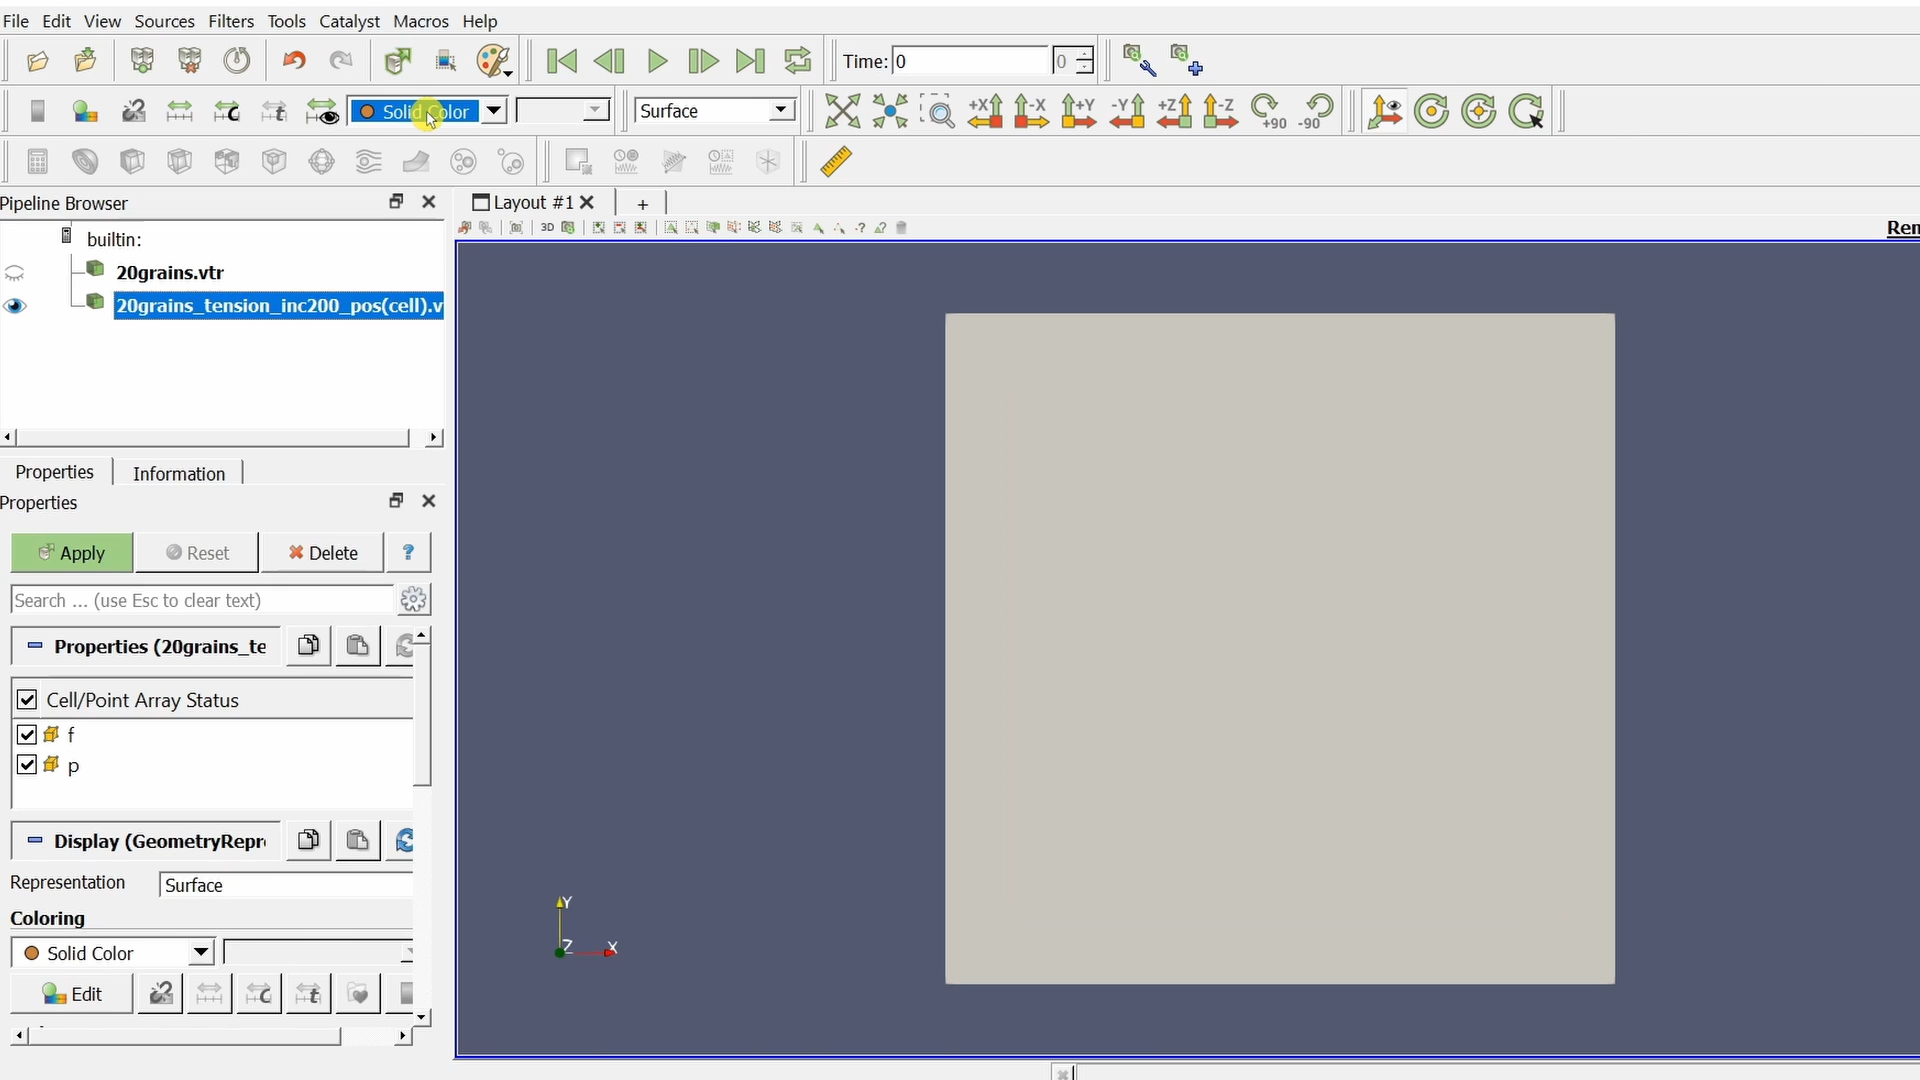 File Edit View Sources Filters Tools Catalyst Macros Help
Time: 0 0
Solid Color Surface +X -X +Y -Y +Z -Z +90 -90
Pipeline Browser
Layout #1 +
3D
builtin:
20grains.vtr
20grains_tension_inc200_pos(cell).v
Properties Information
Properties
Apply Reset Delete ?
Search ... (use Esc to clear text)
Properties (20grains_te
Cell/Point Array Status
f
p
Display (GeometryRepr
Representation Surface
Coloring
Solid Color
Edit
Y
Z X